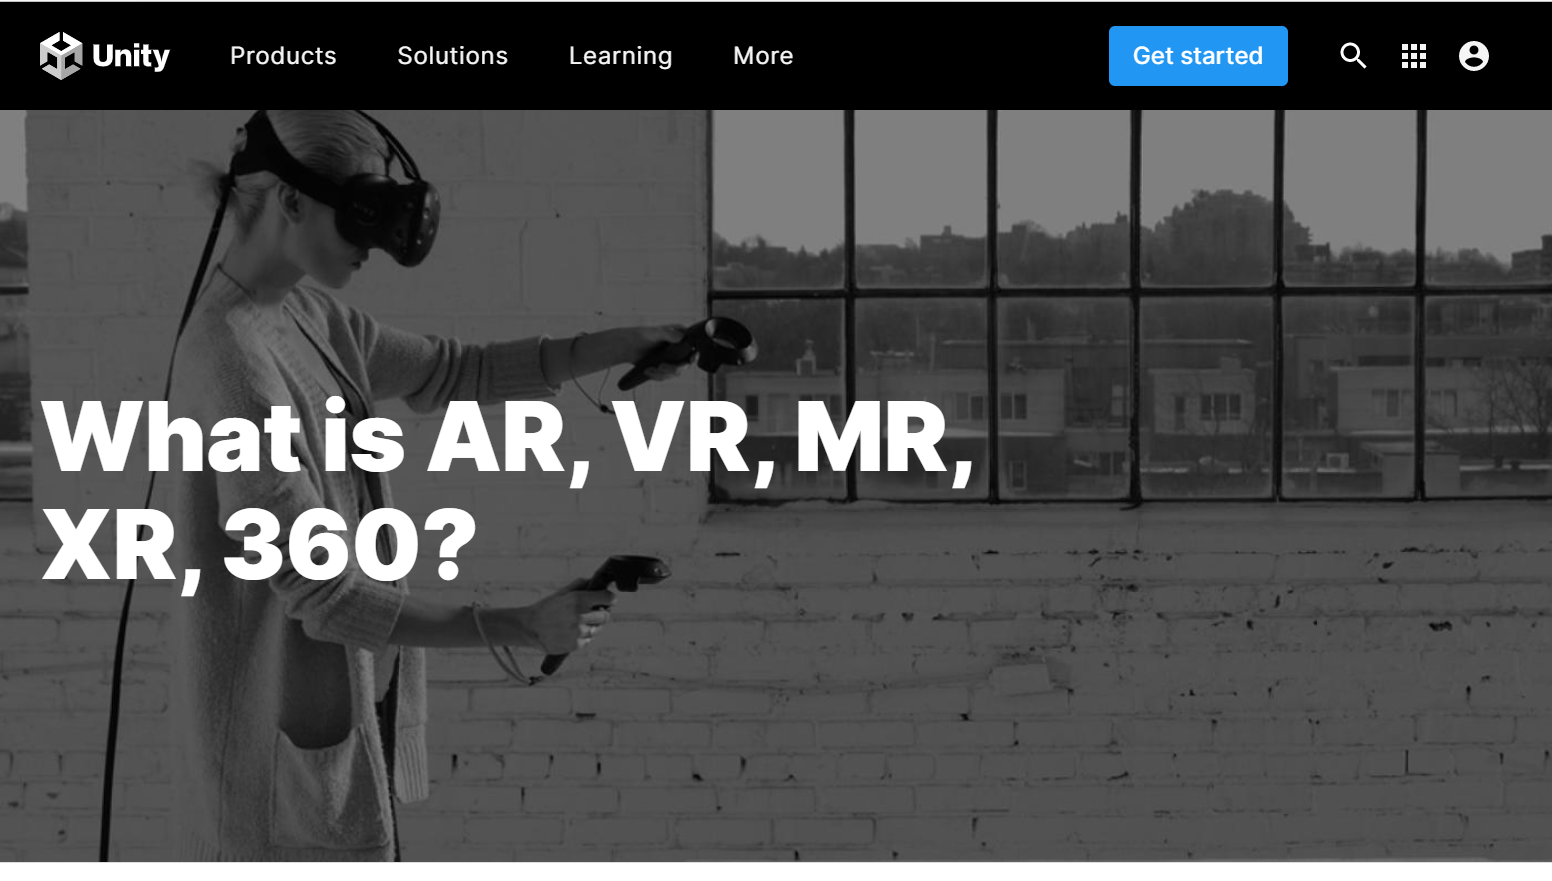 Unity Products Solutions Learning More Get started
What is AR, VR, MR,
XR, 360?